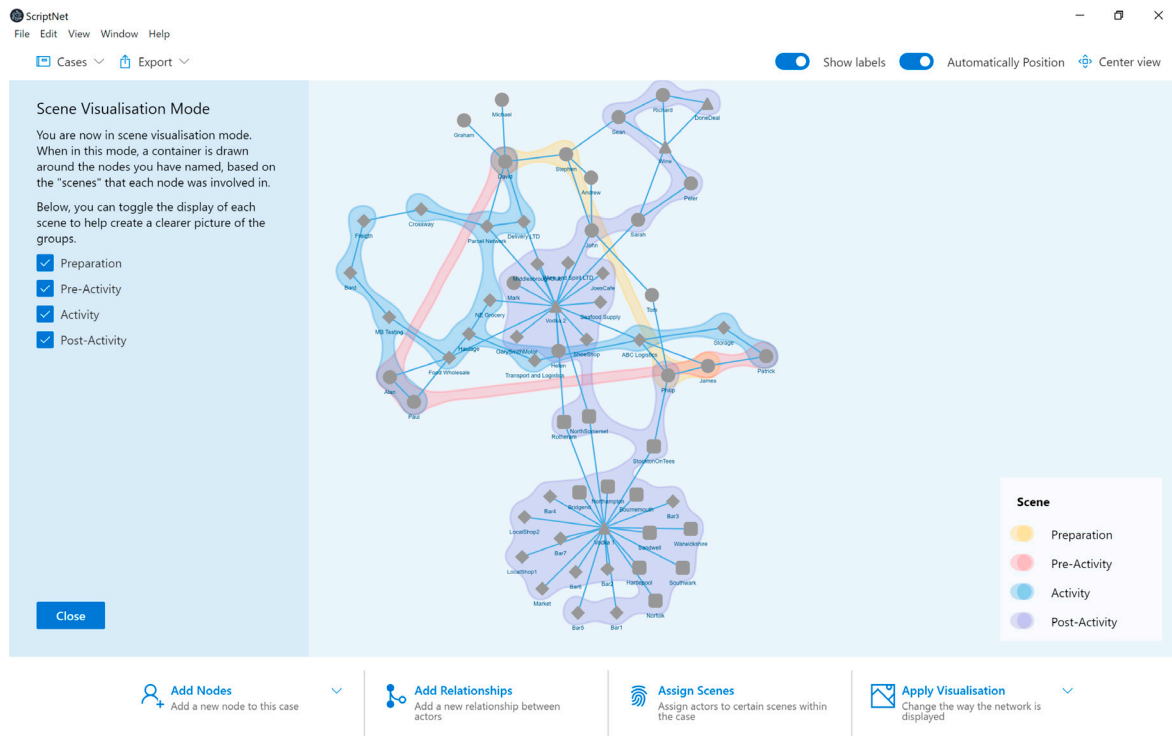 ScriptNet
File Edit View Window Help
Cases Export Show labels Automatically Position Center view
Scene Visualisation Mode
You are now in scene visualisation mode.
When in this mode, a container is drawn
around the nodes you have named, based on
the "scenes" that each node was involved in.
Below, you can toggle the display of each
scene to help create a clearer picture of the
groups.
Preparation
Pre-Activity
Activity
Post-Activity
Close
Michael
Graham
Richard
DoneDeal
Sean
Wine
David
Stephen
Andrew
Peter
Crossway
Freigth
Parcel Network
Delivery LTD
John
Sarah
Bard
JoesCafe
Mark
Tom
NE Grocery
Vodka 2
Seafood Supply
MB Testing
Haulage
GarySmithMotor
ShoeShop
ABC Logistics
Storage
Food Wholesale
Transport and Logistics
Helen
Patrick
Alan
Philip
James
Paul
Rotheram
NorthSomerset
StocktonOnTees
Northampton
Bridgend
Bournemouth
Bar4
Bar3
LocalShop2
Vodka 1
Sandwell
Warwickshire
Bar7
LocalShop1
Bar2
Hartlepool
Southwark
Market
Norfolk
Bar1
Scene
Preparation
Pre-Activity
Activity
Post-Activity
Add Nodes
Add a new node to this case
Add Relationships
Add a new relationship between
actors
Assign Scenes
Assign actors to certain scenes within
the case
Apply Visualisation
Change the way the network is
displayed